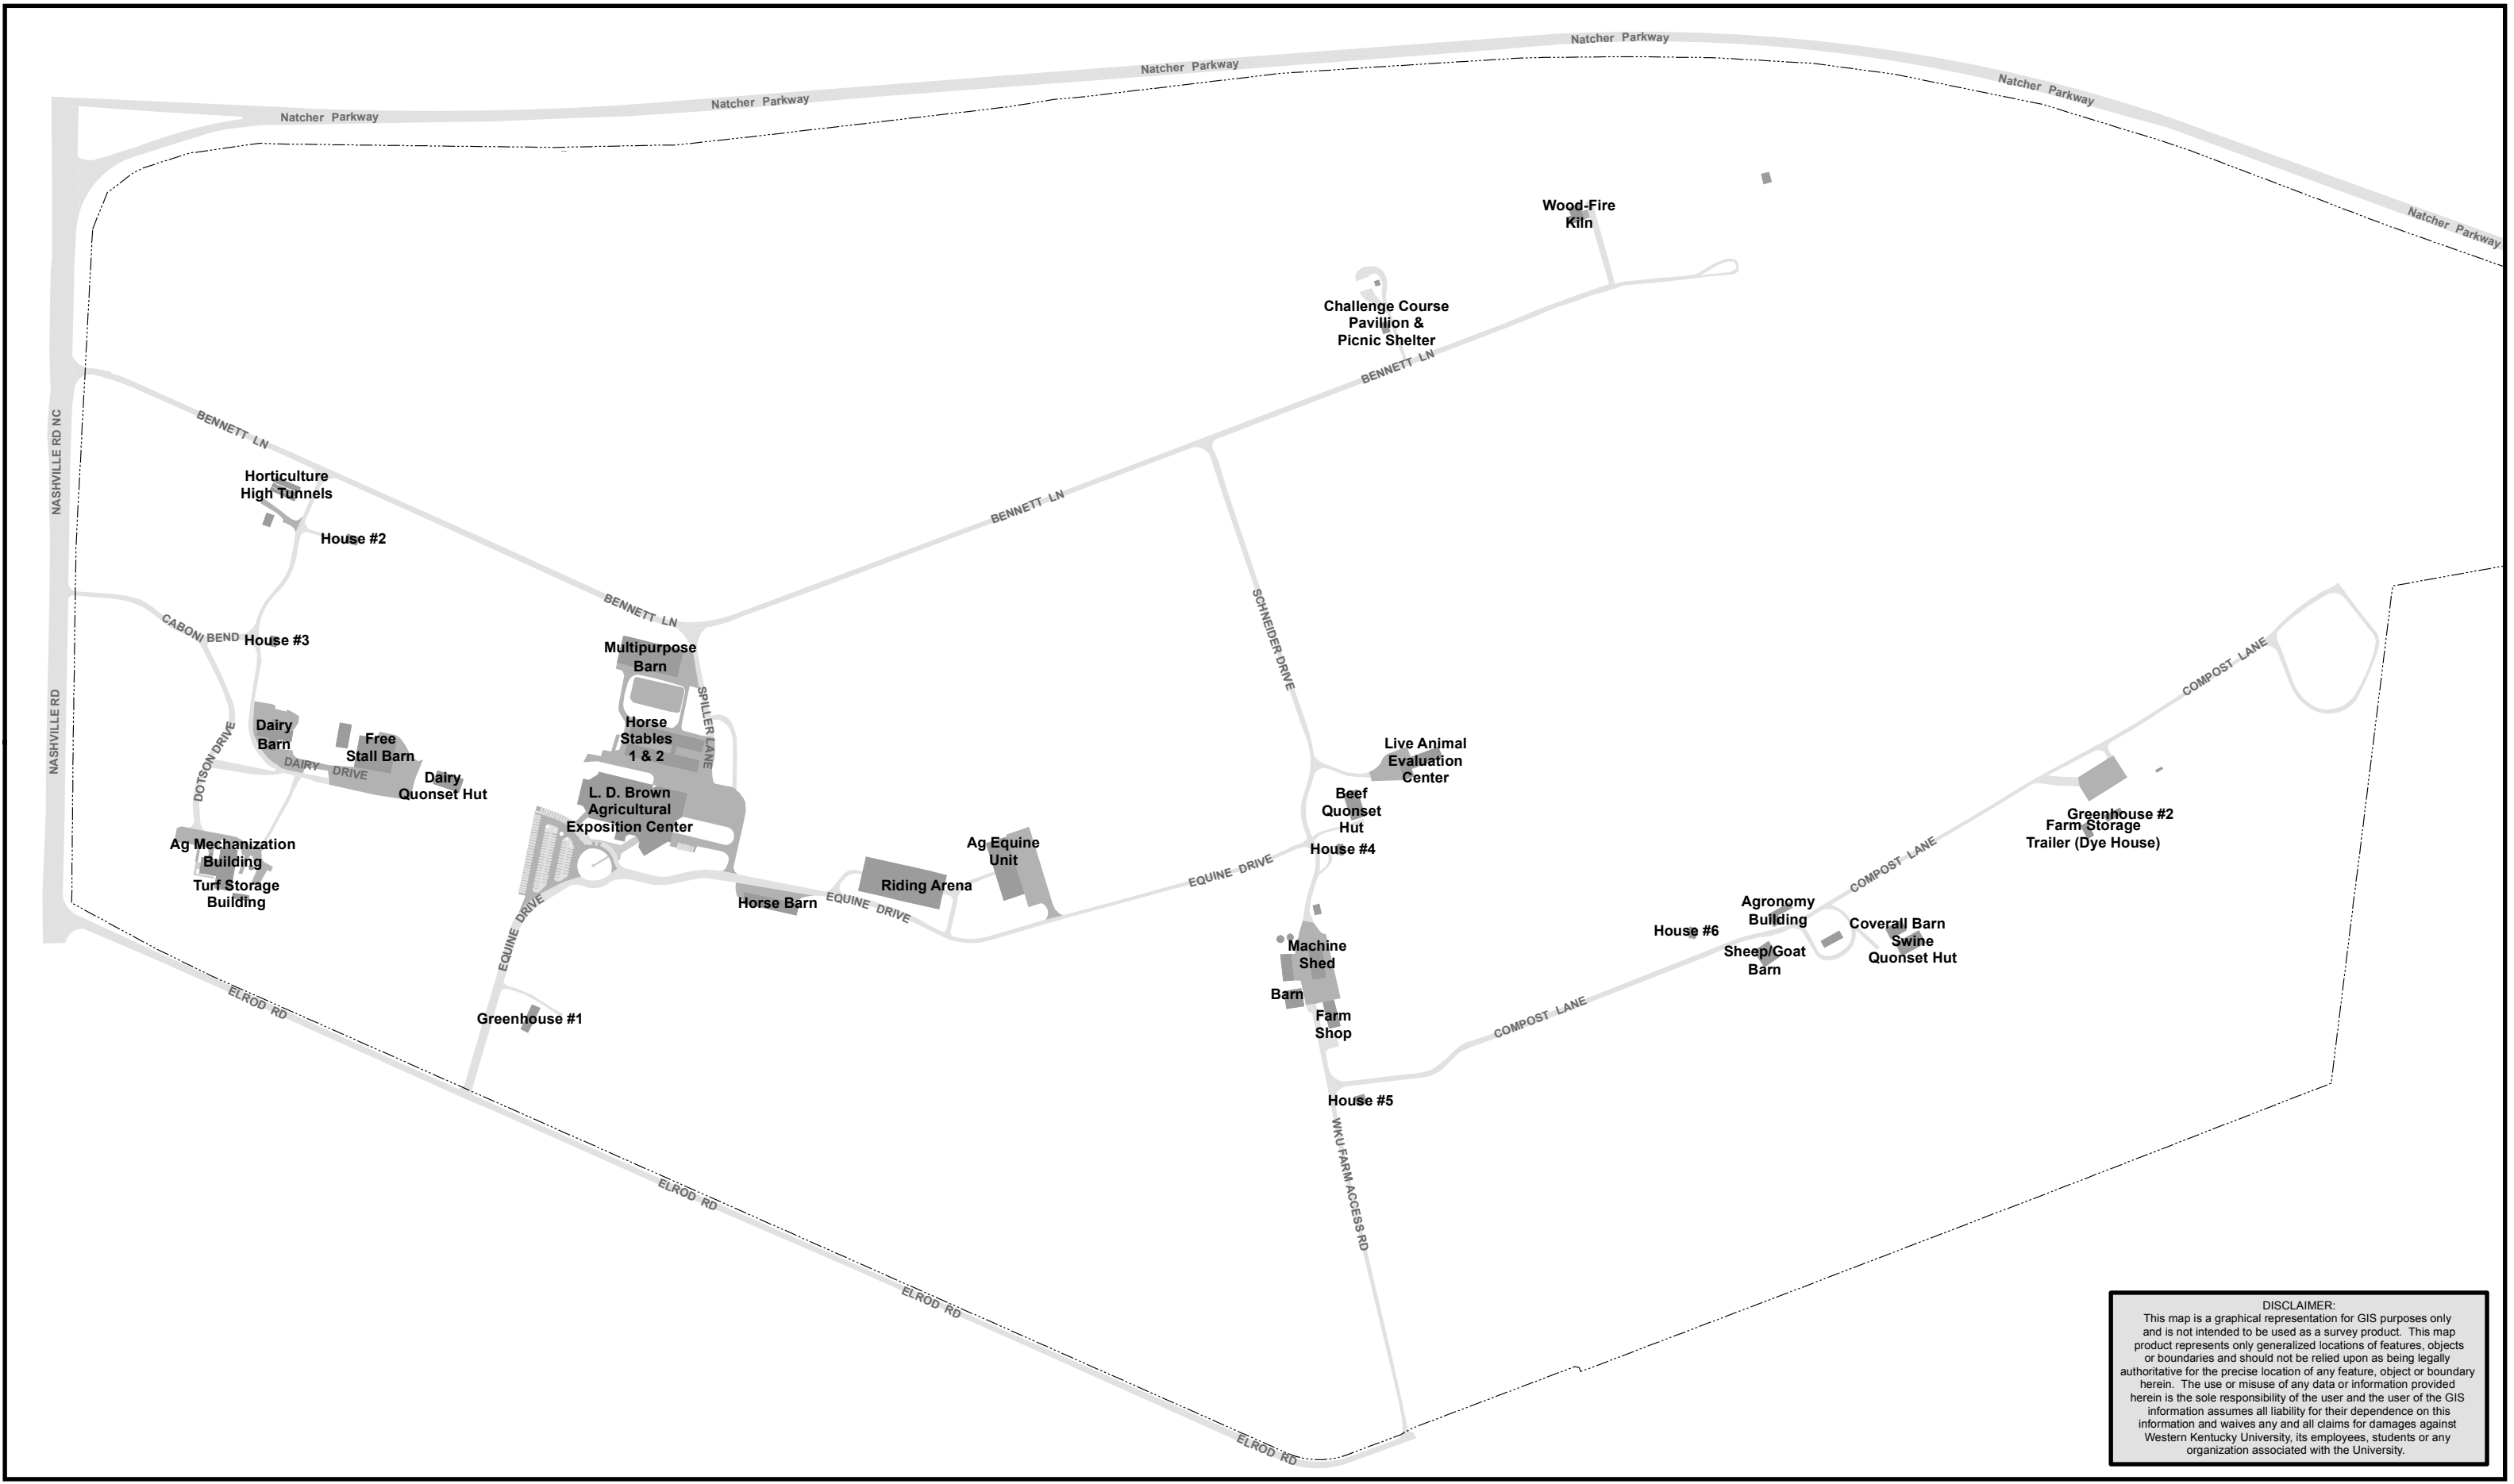 Natcher Parkway
Natcher Parkway
Natcher Parkway
Natcher Parkway
Natcher Parkway
Natcher Parkway
Wood-Fire
Kiln
Challenge Course
Pavillion &
Picnic Shelter
BENNETT LN
BENNETT LN
NASHVILLE RD NC
Horticulture
High Tunnels
BENNETT LN
House #2
BENNETT LN
SCHNEIDER DRIVE
CABONI BEND
House #3
Multipurpose
Barn
COMPOST LANE
NASHVILLE RD
SPILLER LANE
Dairy
Barn
Free
Stall Barn
Horse
Stables
1 & 2
Live Animal
Evaluation
Center
DOTSON DRIVE
DAIRY DRIVE
Dairy
Quonset Hut
L. D. Brown
Agricultural
Exposition Center
Beef
Quonset
Hut
Greenhouse #2
Farm Storage
Trailer (Dye House)
Ag Mechanization
Building
Turf Storage
Building
Ag Equine
Unit
House #4
EQUINE DRIVE
COMPOST LANE
Riding Arena
Horse Barn
EQUINE DRIVE
EQUINE DRIVE
Agronomy
Building
House #6
Coverall Barn
Swine
Quonset Hut
Sheep/Goat
Barn
Machine
Shed
Barn
Farm
Shop
COMPOST LANE
ELROD RD
Greenhouse #1
House #5
WKU FARM ACCESS RD
ELROD RD
ELROD RD
ELROD RD
DISCLAIMER:
This map is a graphical representation for GIS purposes only
and is not intended to be used as a survey product. This map
product represents only generalized locations of features, objects
or boundaries and should not be relied upon as being legally
authoritative for the precise location of any feature, object or boundary
herein. The use or misuse of any data or information provided
herein is the sole responsibility of the user and the user of the GIS
information assumes all liability for their dependence on this
information and waives any and all claims for damages against
Western Kentucky University, its employees, students or any
organization associated with the University.